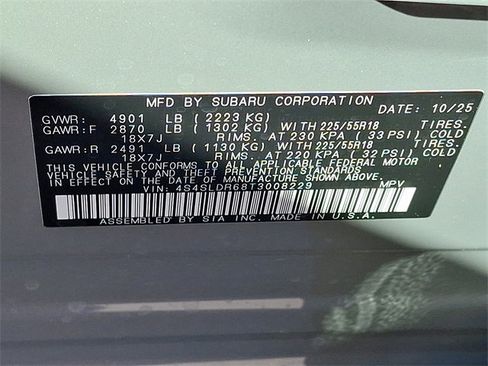 MFD BY SUBARU CORPORATION
DATE: 10/25
GVWR: 4901 LB ( 2223 KG)
GAWR:F 2870 LB ( 1302 KG) WITH 225/55R18 TIRES.
18X7J RIMS. AT 230 KPA ( 33 PSI) COLD
GAWR:R 2491 LB ( 1130 KG) WITH 225/55R18 TIRES.
18X7J RIMS. AT 220 KPA ( 32 PSI) COLD
THIS VEHICLE CONFORMS TO ALL APPLICABLE FEDERAL MOTOR
VEHICLE SAFETY AND THEFT PREVENTION STANDARDS
IN EFFECT ON THE DATE OF MANUFACTURE SHOWN ABOVE.
VIN: 4S4SLDR68T3008229 MPV
ASSEMBLED BY SIA INC. IN U.S.A.